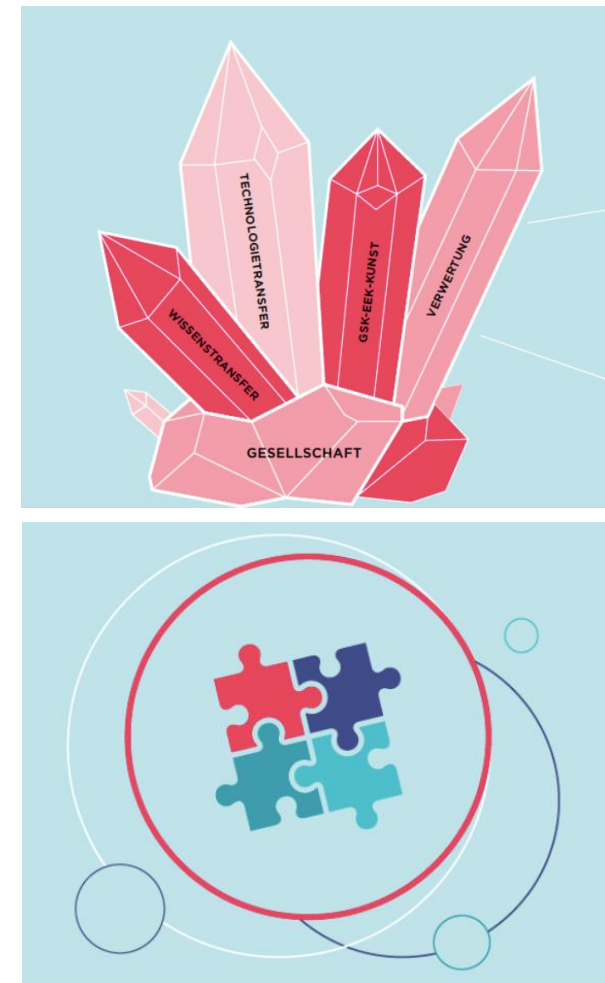 TECHNOLOGIETRANSFER
WISSENSTRANSFER
GSK-EEK-KUNST
VERWERTUNG
GESELLSCHAFT